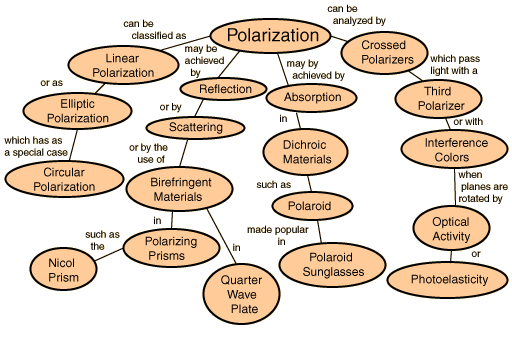 can be
classified as
Linear
Polarization
or as
Elliptic
Polarization
which has as
a special case
Circular
Polarization
Polarization
may be
achieved
by
Reflection
or by
Scattering
or by the
use of
Birefringent
Materials
in
Polarizing
Prisms
such as
the
Nicol
Prism
in
Quarter
Wave
Plate
may by
achieved by
Absorption
in
Dichroic
Materials
such as
Polaroid
made popular
in
Polaroid
Sunglasses
can be
analyzed by
Crossed
Polarizers
which pass
light with a
Third
Polarizer
or with
Interference
Colors
when
planes are
rotated by
Optical
Activity
or
Photoelasticity